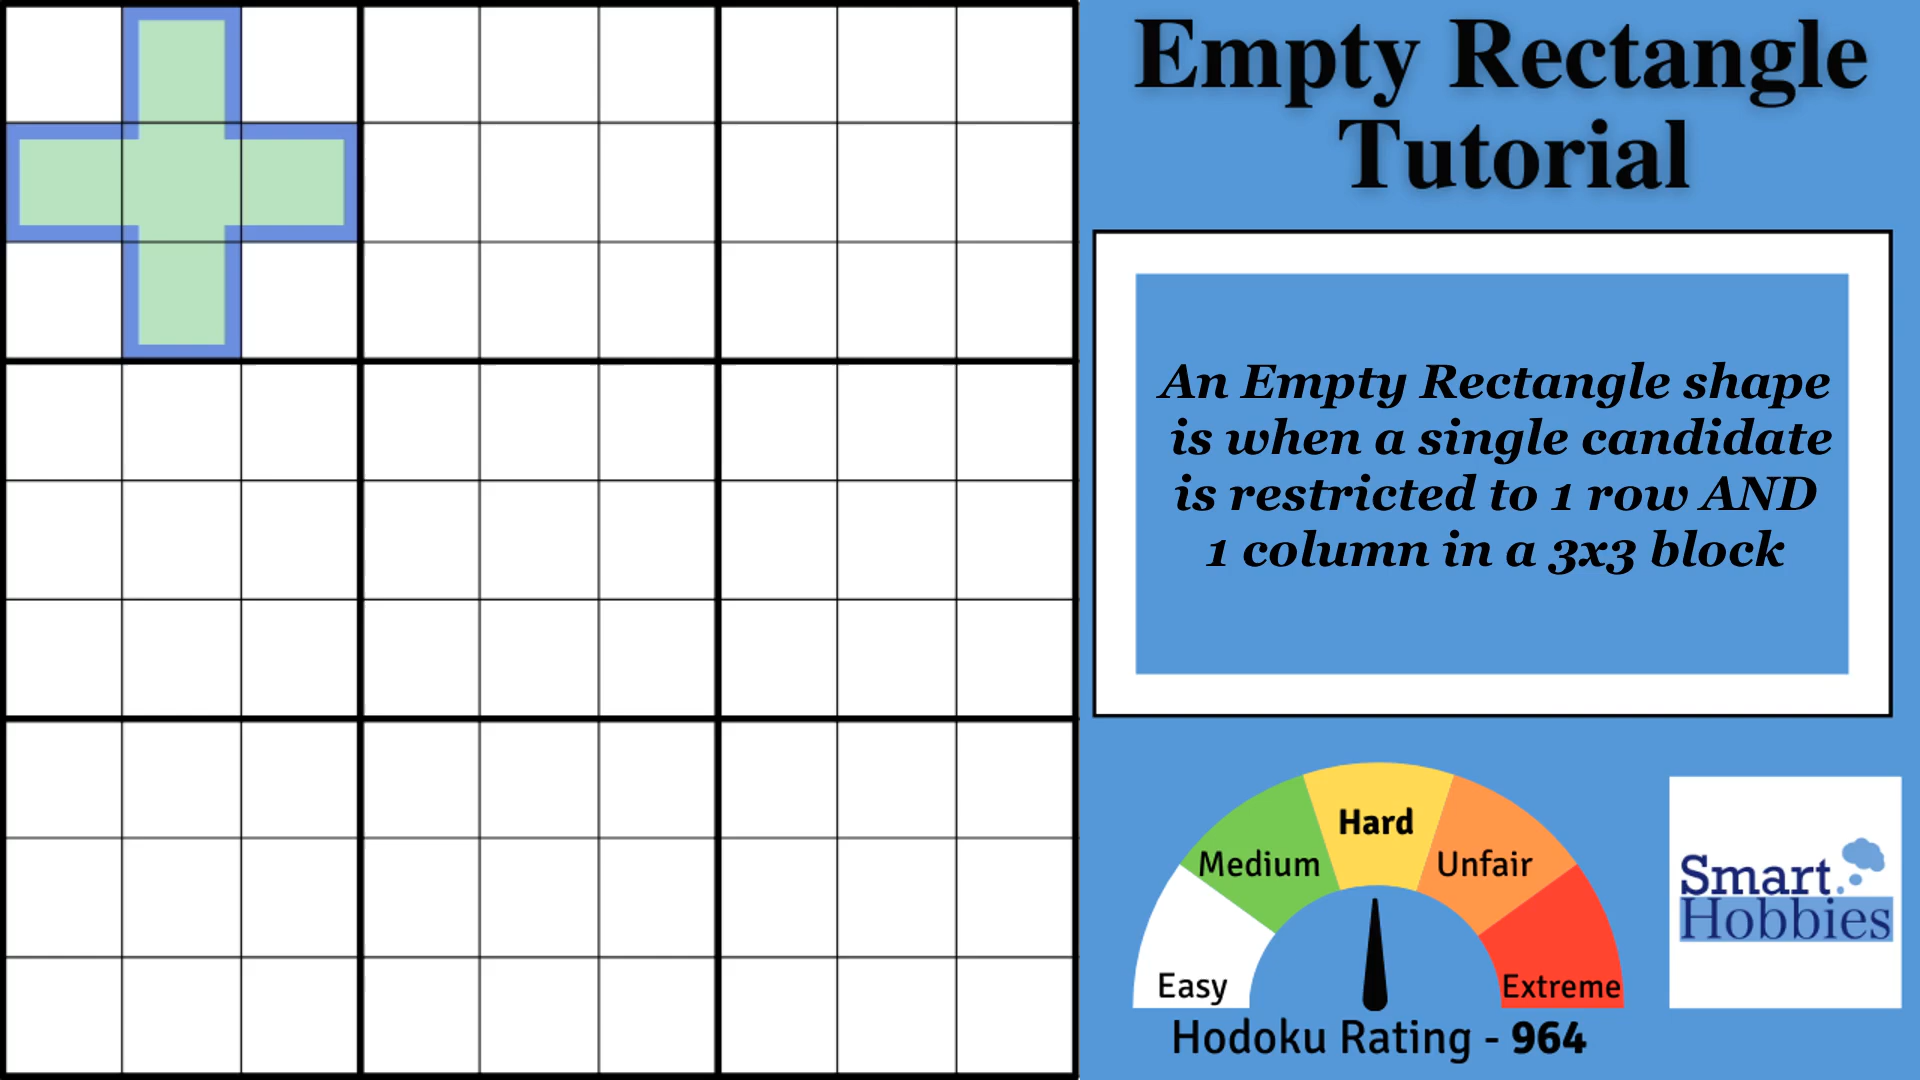 Empty Rectangle
Tutorial
An Empty Rectangle shape
is when a single candidate
is restricted to 1 row AND
1 column in a 3x3 block
Hard
Medium
Unfair
Easy
Extreme
Hodoku Rating - 964
Smart
Hobbies